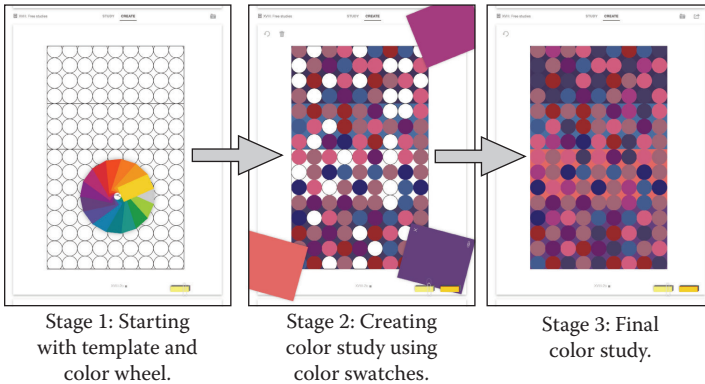 STUDY CREATE
STUDY CREATE
STUDY CREATE
Stage 1: Starting
with template and
color wheel.
Stage 2: Creating
color study using
color swatches.
Stage 3: Final
color study.